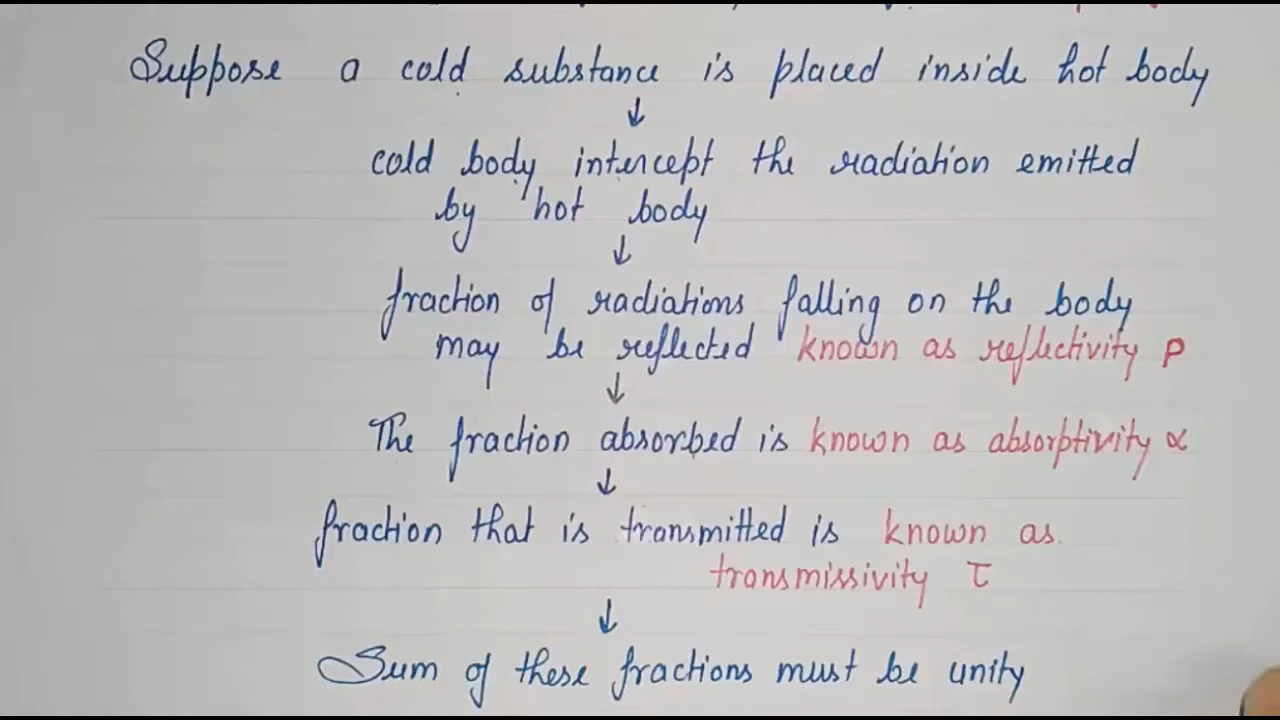 Suppose a cold substance is placed inside hot body
↓
cold body intercept the radiation emitted
by hot body
↓
fraction of radiations falling on the body
may be reflected known as reflectivity ρ
↓
The fraction absorbed is known as absorptivity ∝
↓
fraction that is transmitted is known as
transmissivity τ
↓
Sum of these fractions must be unity